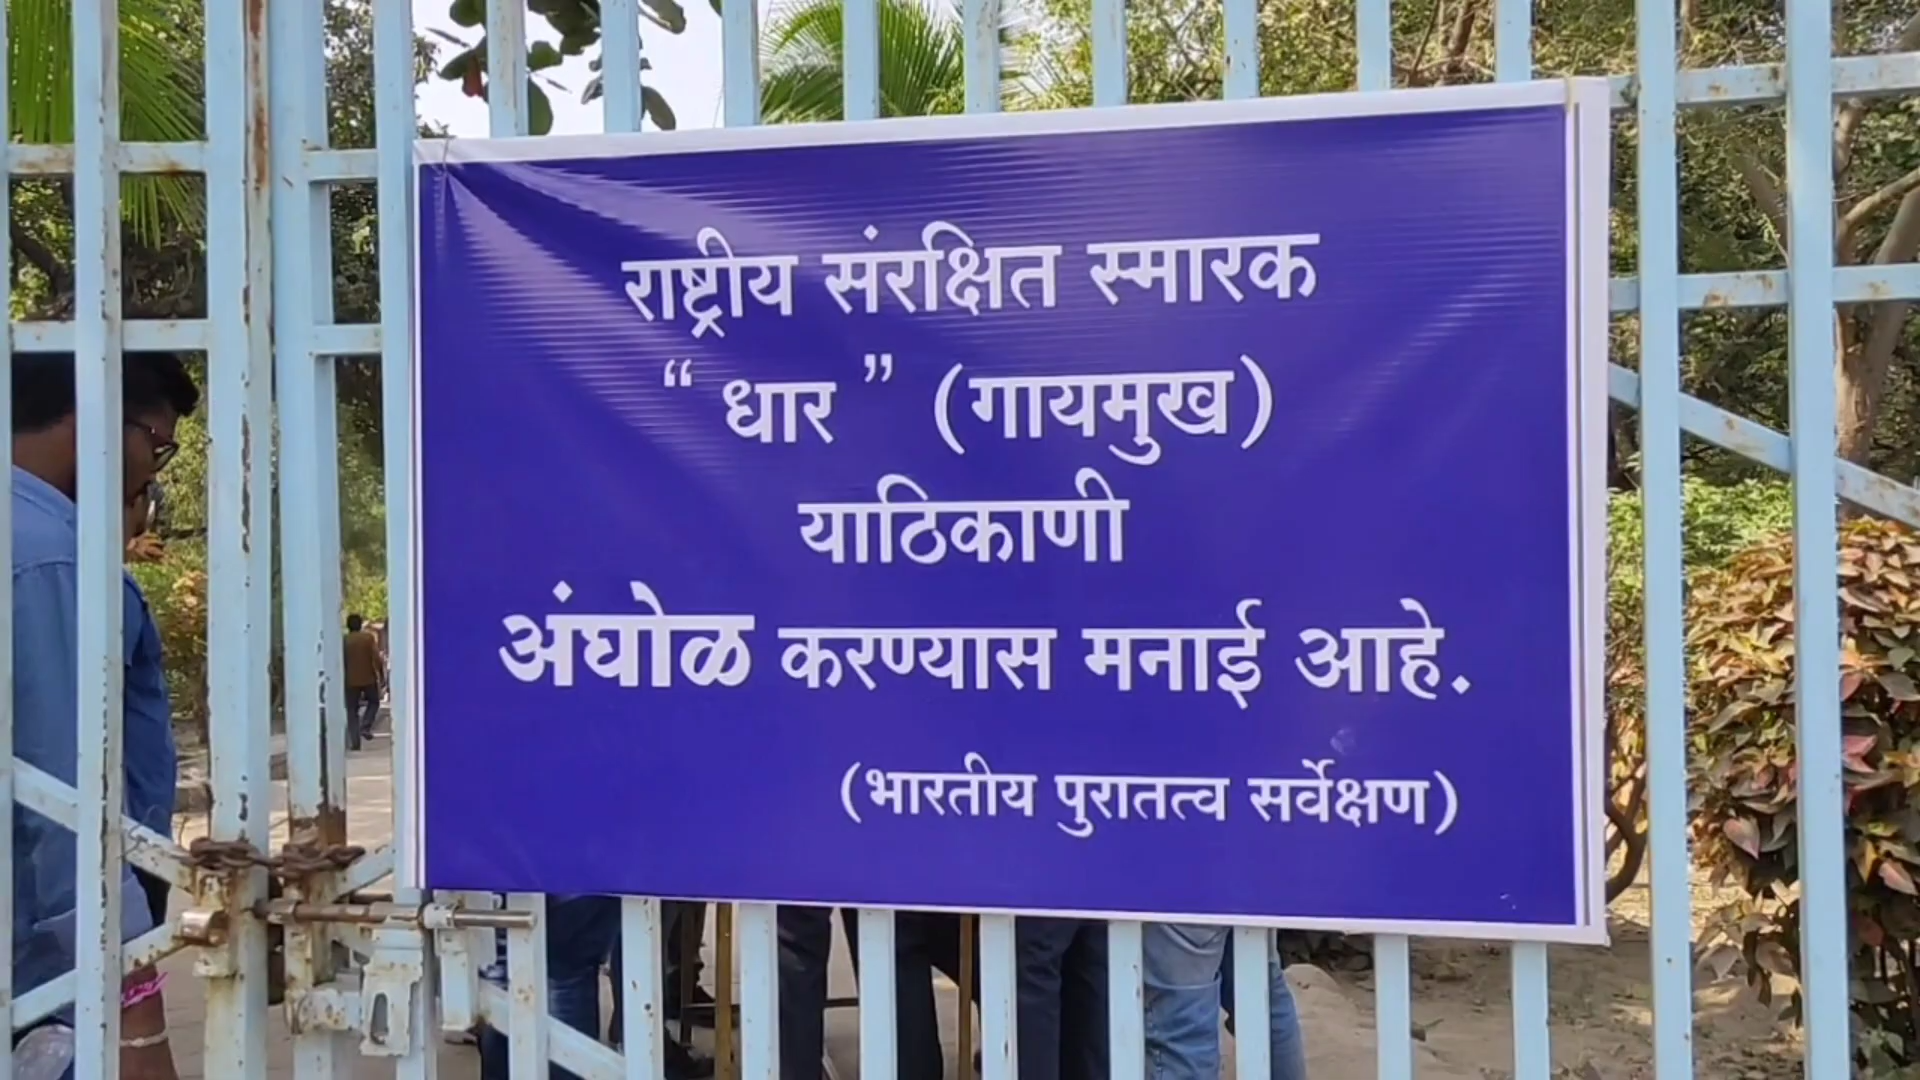 राष्ट्रीय संरक्षित स्मारक
“ धार ” (गायमुख)
याठिकाणी
अंघोळ करण्यास मनाई आहे.
(भारतीय पुरातत्व सर्वेक्षण)